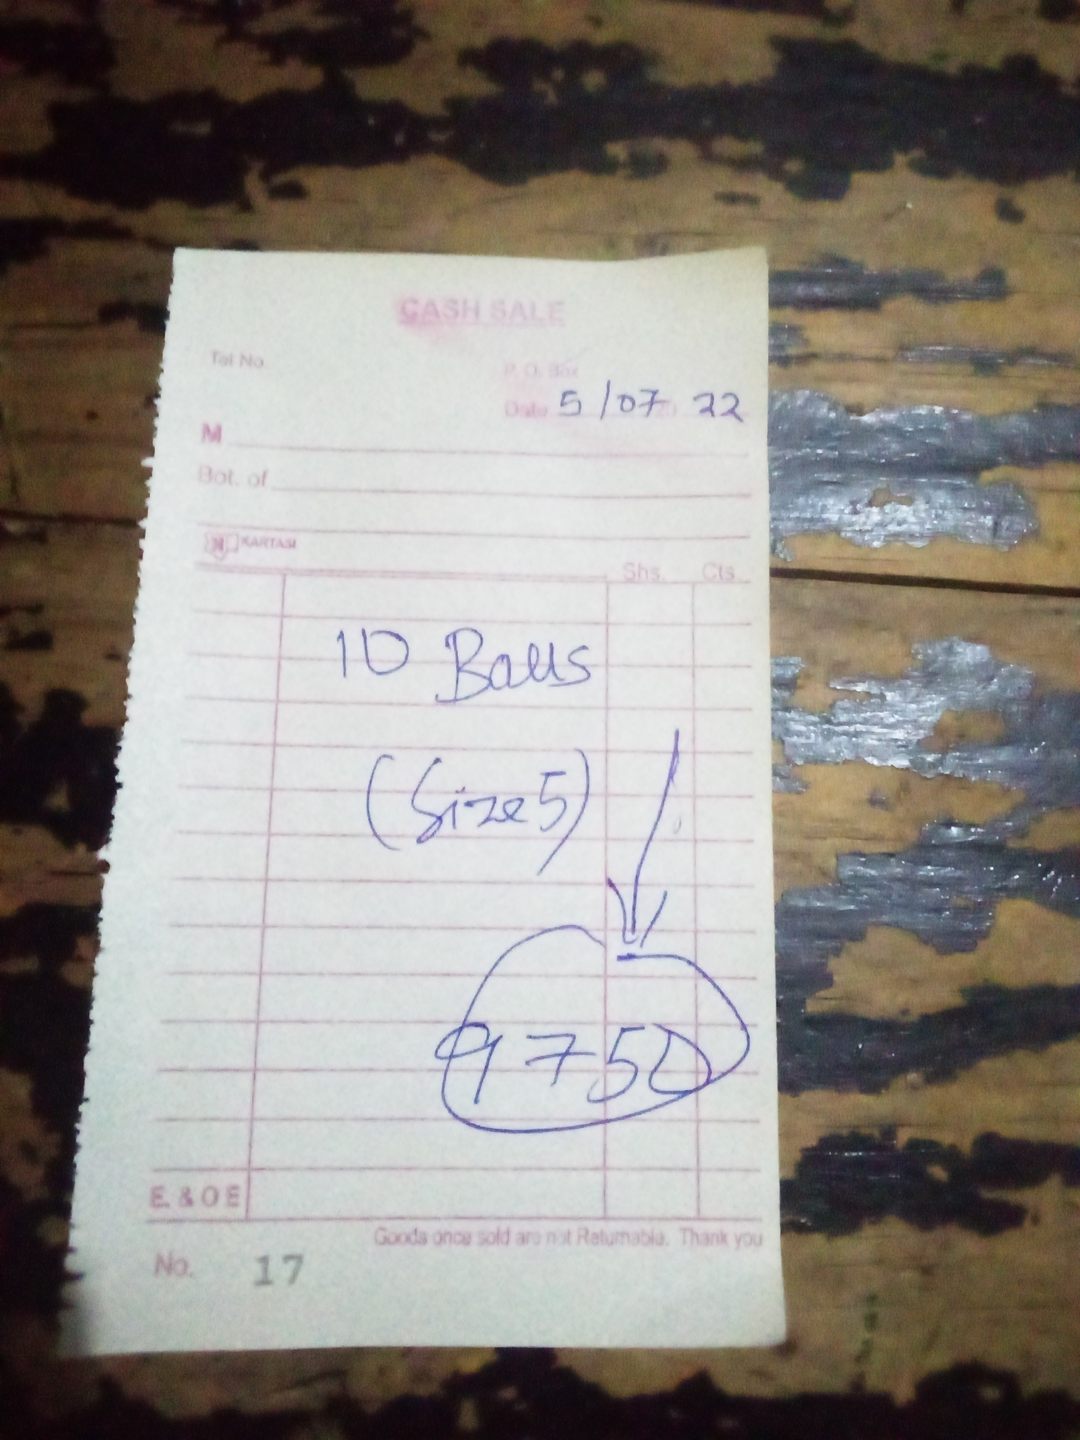 CASH SALE
Tel No.
P. O. Box
Date 5/07 20 22
M
Bot. of
KARTASI
Shs. Cts.
10 Balls
(Size 5)
9750
E. & O E
Goods once sold are not Returnable. Thank you
No. 17